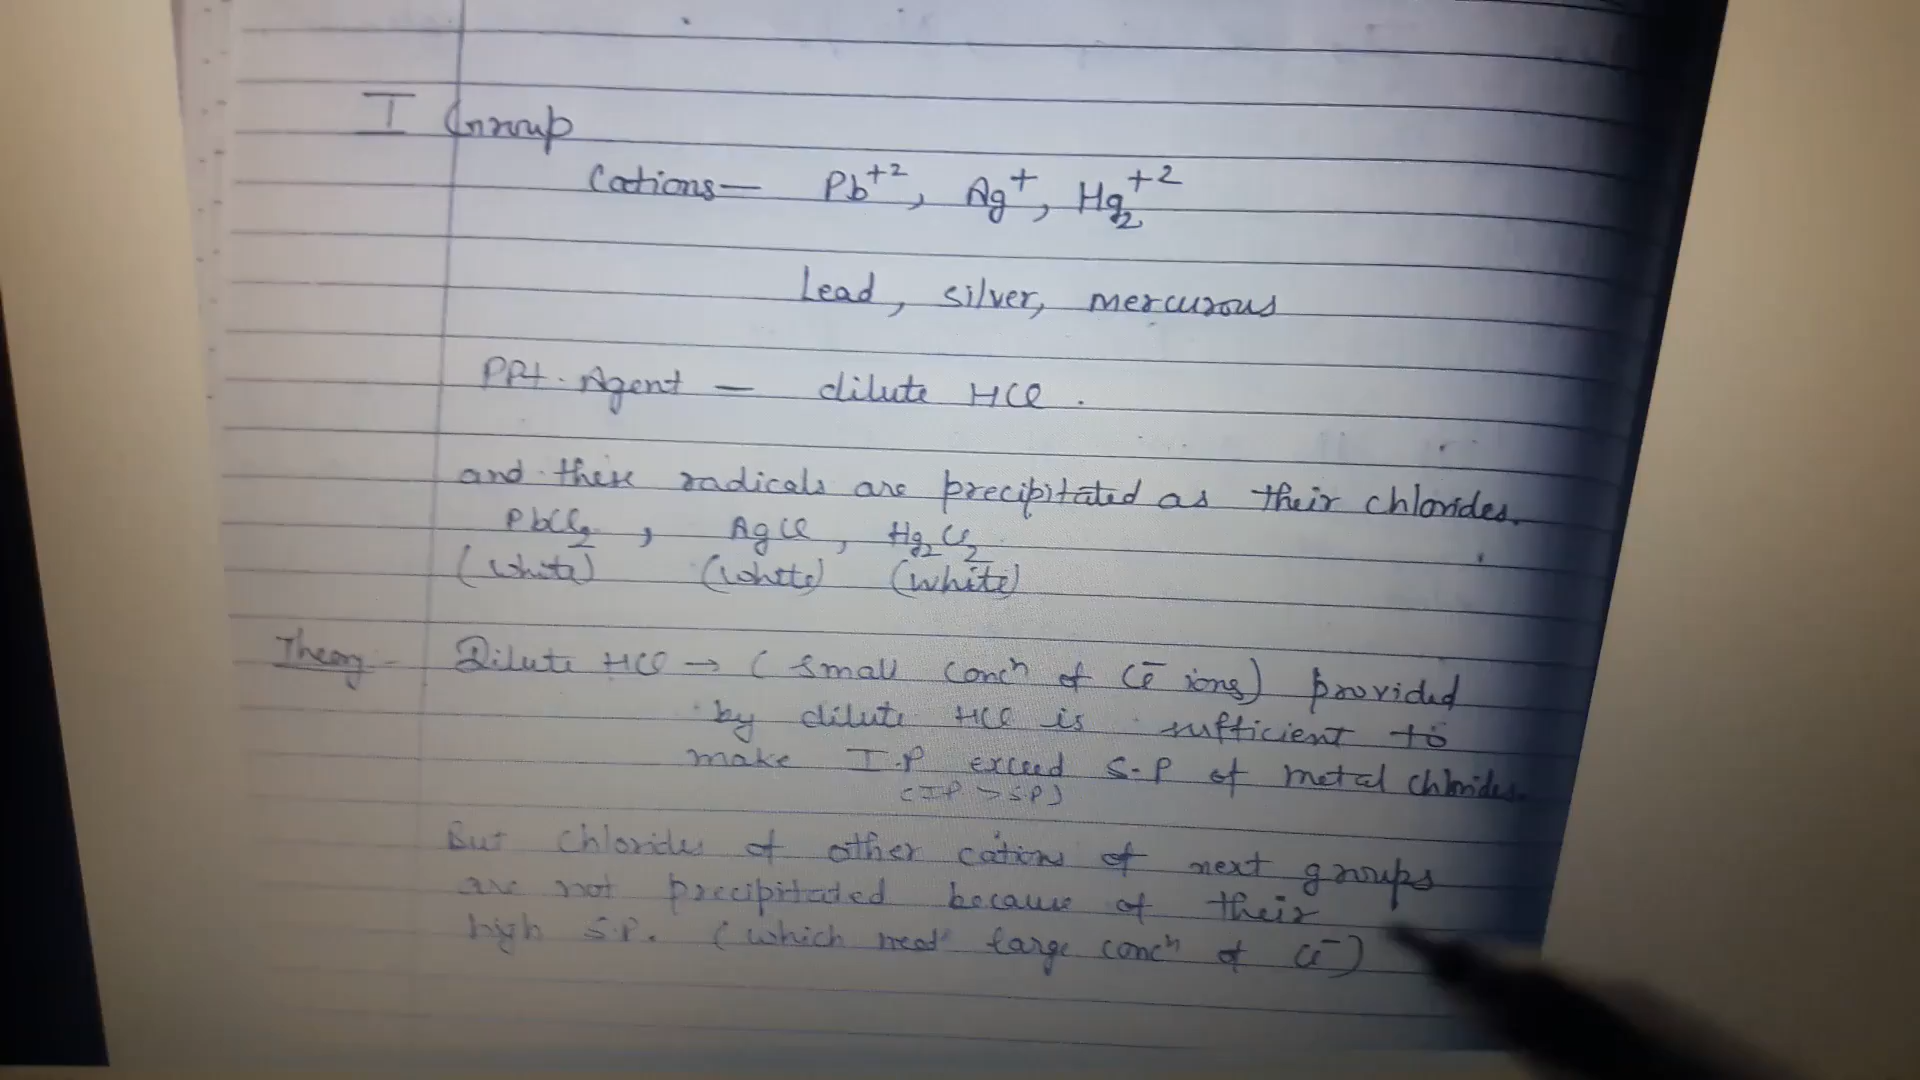 I Group
Cations— Pb⁺², Ag⁺, Hg₂⁺²
Lead, silver, mercurous
PPt. Agent — dilute HCl.
and these radicals are precipitated as their chlorides.
PbCl₂, AgCl, Hg₂Cl₂
(white) (white) (white)
Theory - Dilute HCl → (small concⁿ of Cl⁻ ions) provided
by dilute HCl is sufficient to
make I.P exceed S.P of metal chlorides.
(IP > SP)
But chlorides of other cations of next groups
are not precipitated because of their
high S.P. (which need large concⁿ of Cl⁻)